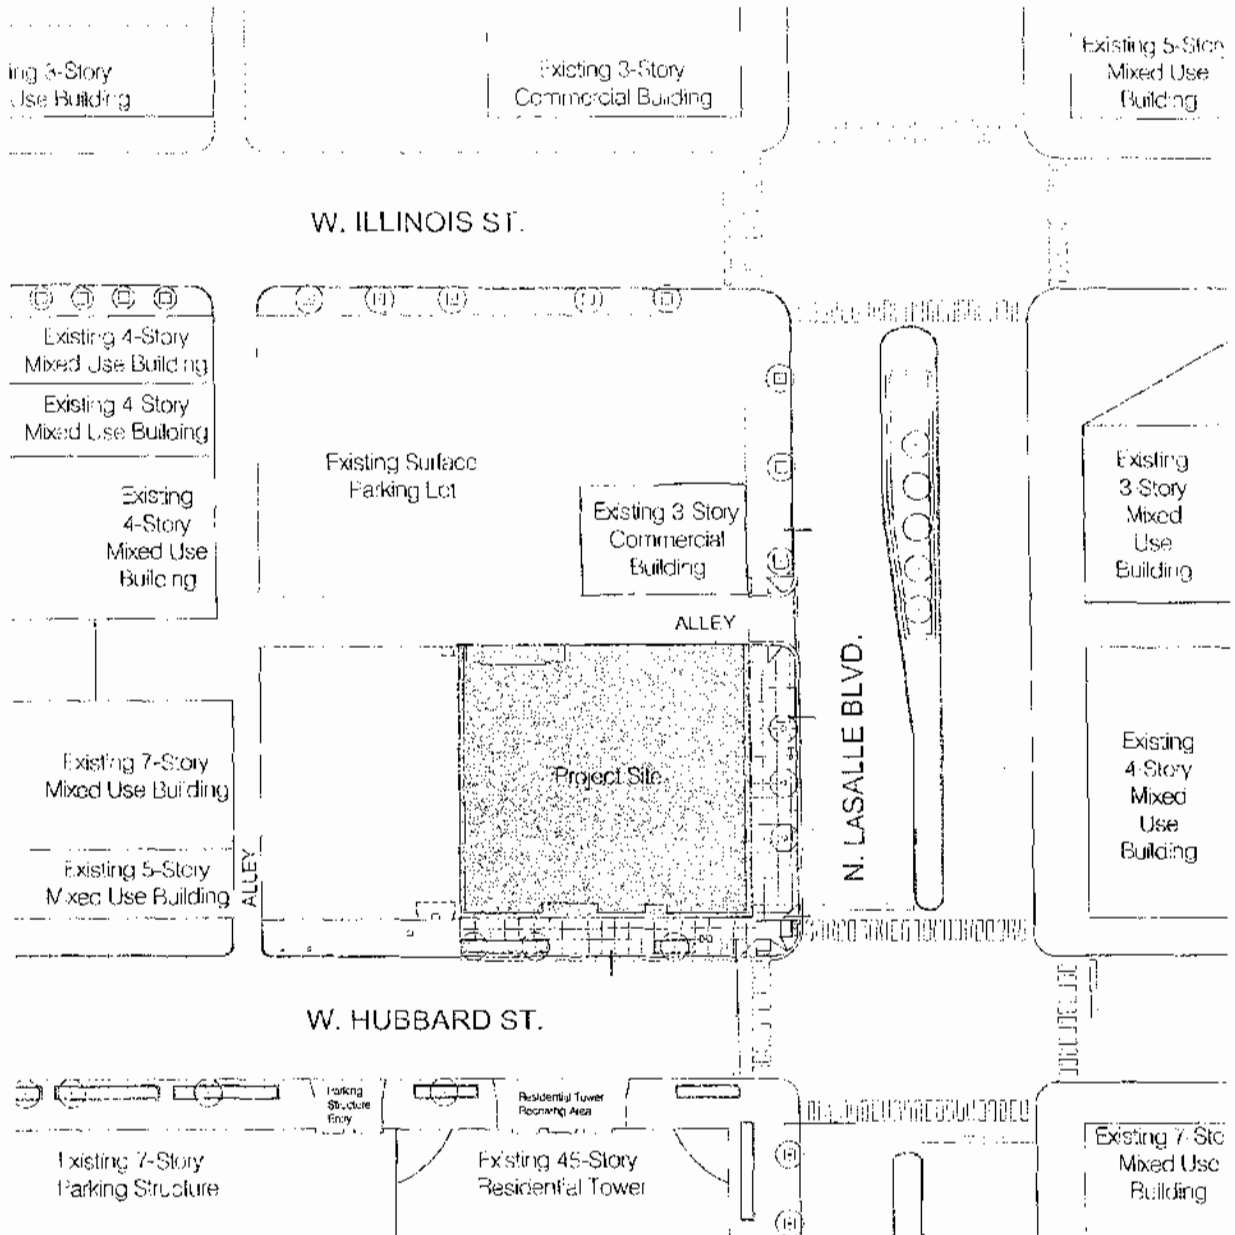 ing 3-Story
Use Building
Existing 3-Story
Commercial Building
Existing 5-Story
Mixed Use
Building
W. ILLINOIS ST.
Existing 4-Story
Mixed Use Building
Existing 4 Story
Mixed Use Building
Existing
4-Story
Mixed Use
Building
Existing Surface
Parking Lot
Existing 3 Story
Commercial
Building
ALLEY
Existing
3-Story
Mixed
Use
Building
N. LASALLE BLVD.
Existing 7-Story
Mixed Use Building
Existing 5-Story
Mixed Use Building
ALLEY
Project Site
Existing
4-Story
Mixed
Use
Building
W. HUBBARD ST.
Parking
Structure
Entry
Residential Tower
Receiving Area
Existing 7-Story
Parking Structure
Existing 45-Story
Residential Tower
Existing 7-Sto
Mixed Use
Building